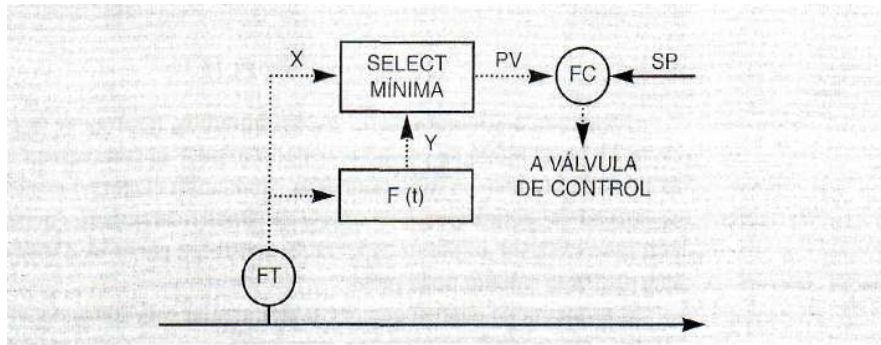 X
SELECT
MÍNIMA
PV
FC
SP
Y
F (t)
A VÁLVULA
DE CONTROL
FT